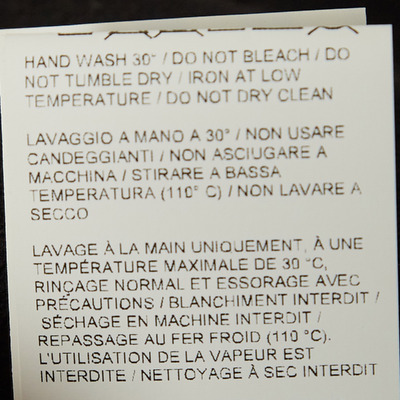 HAND WASH 30° / DO NOT BLEACH / DO
NOT TUMBLE DRY / IRON AT LOW
TEMPERATURE / DO NOT DRY CLEAN
LAVAGGIO A MANO A 30° / NON USARE
CANDEGGIANTI / NON ASCIUGARE A
MACCHINA / STIRARE A BASSA
TEMPERATURA (110° C) / NON LAVARE A
SECCO
LAVAGE À LA MAIN UNIQUEMENT, À UNE
TEMPÉRATURE MAXIMALE DE 30 °C,
RINÇAGE NORMAL ET ESSORAGE AVEC
PRÉCAUTIONS / BLANCHIMENT INTERDIT /
SÉCHAGE EN MACHINE INTERDIT /
REPASSAGE AU FER FROID (110 °C).
L'UTILISATION DE LA VAPEUR EST
INTERDITE / NETTOYAGE À SEC INTERDIT